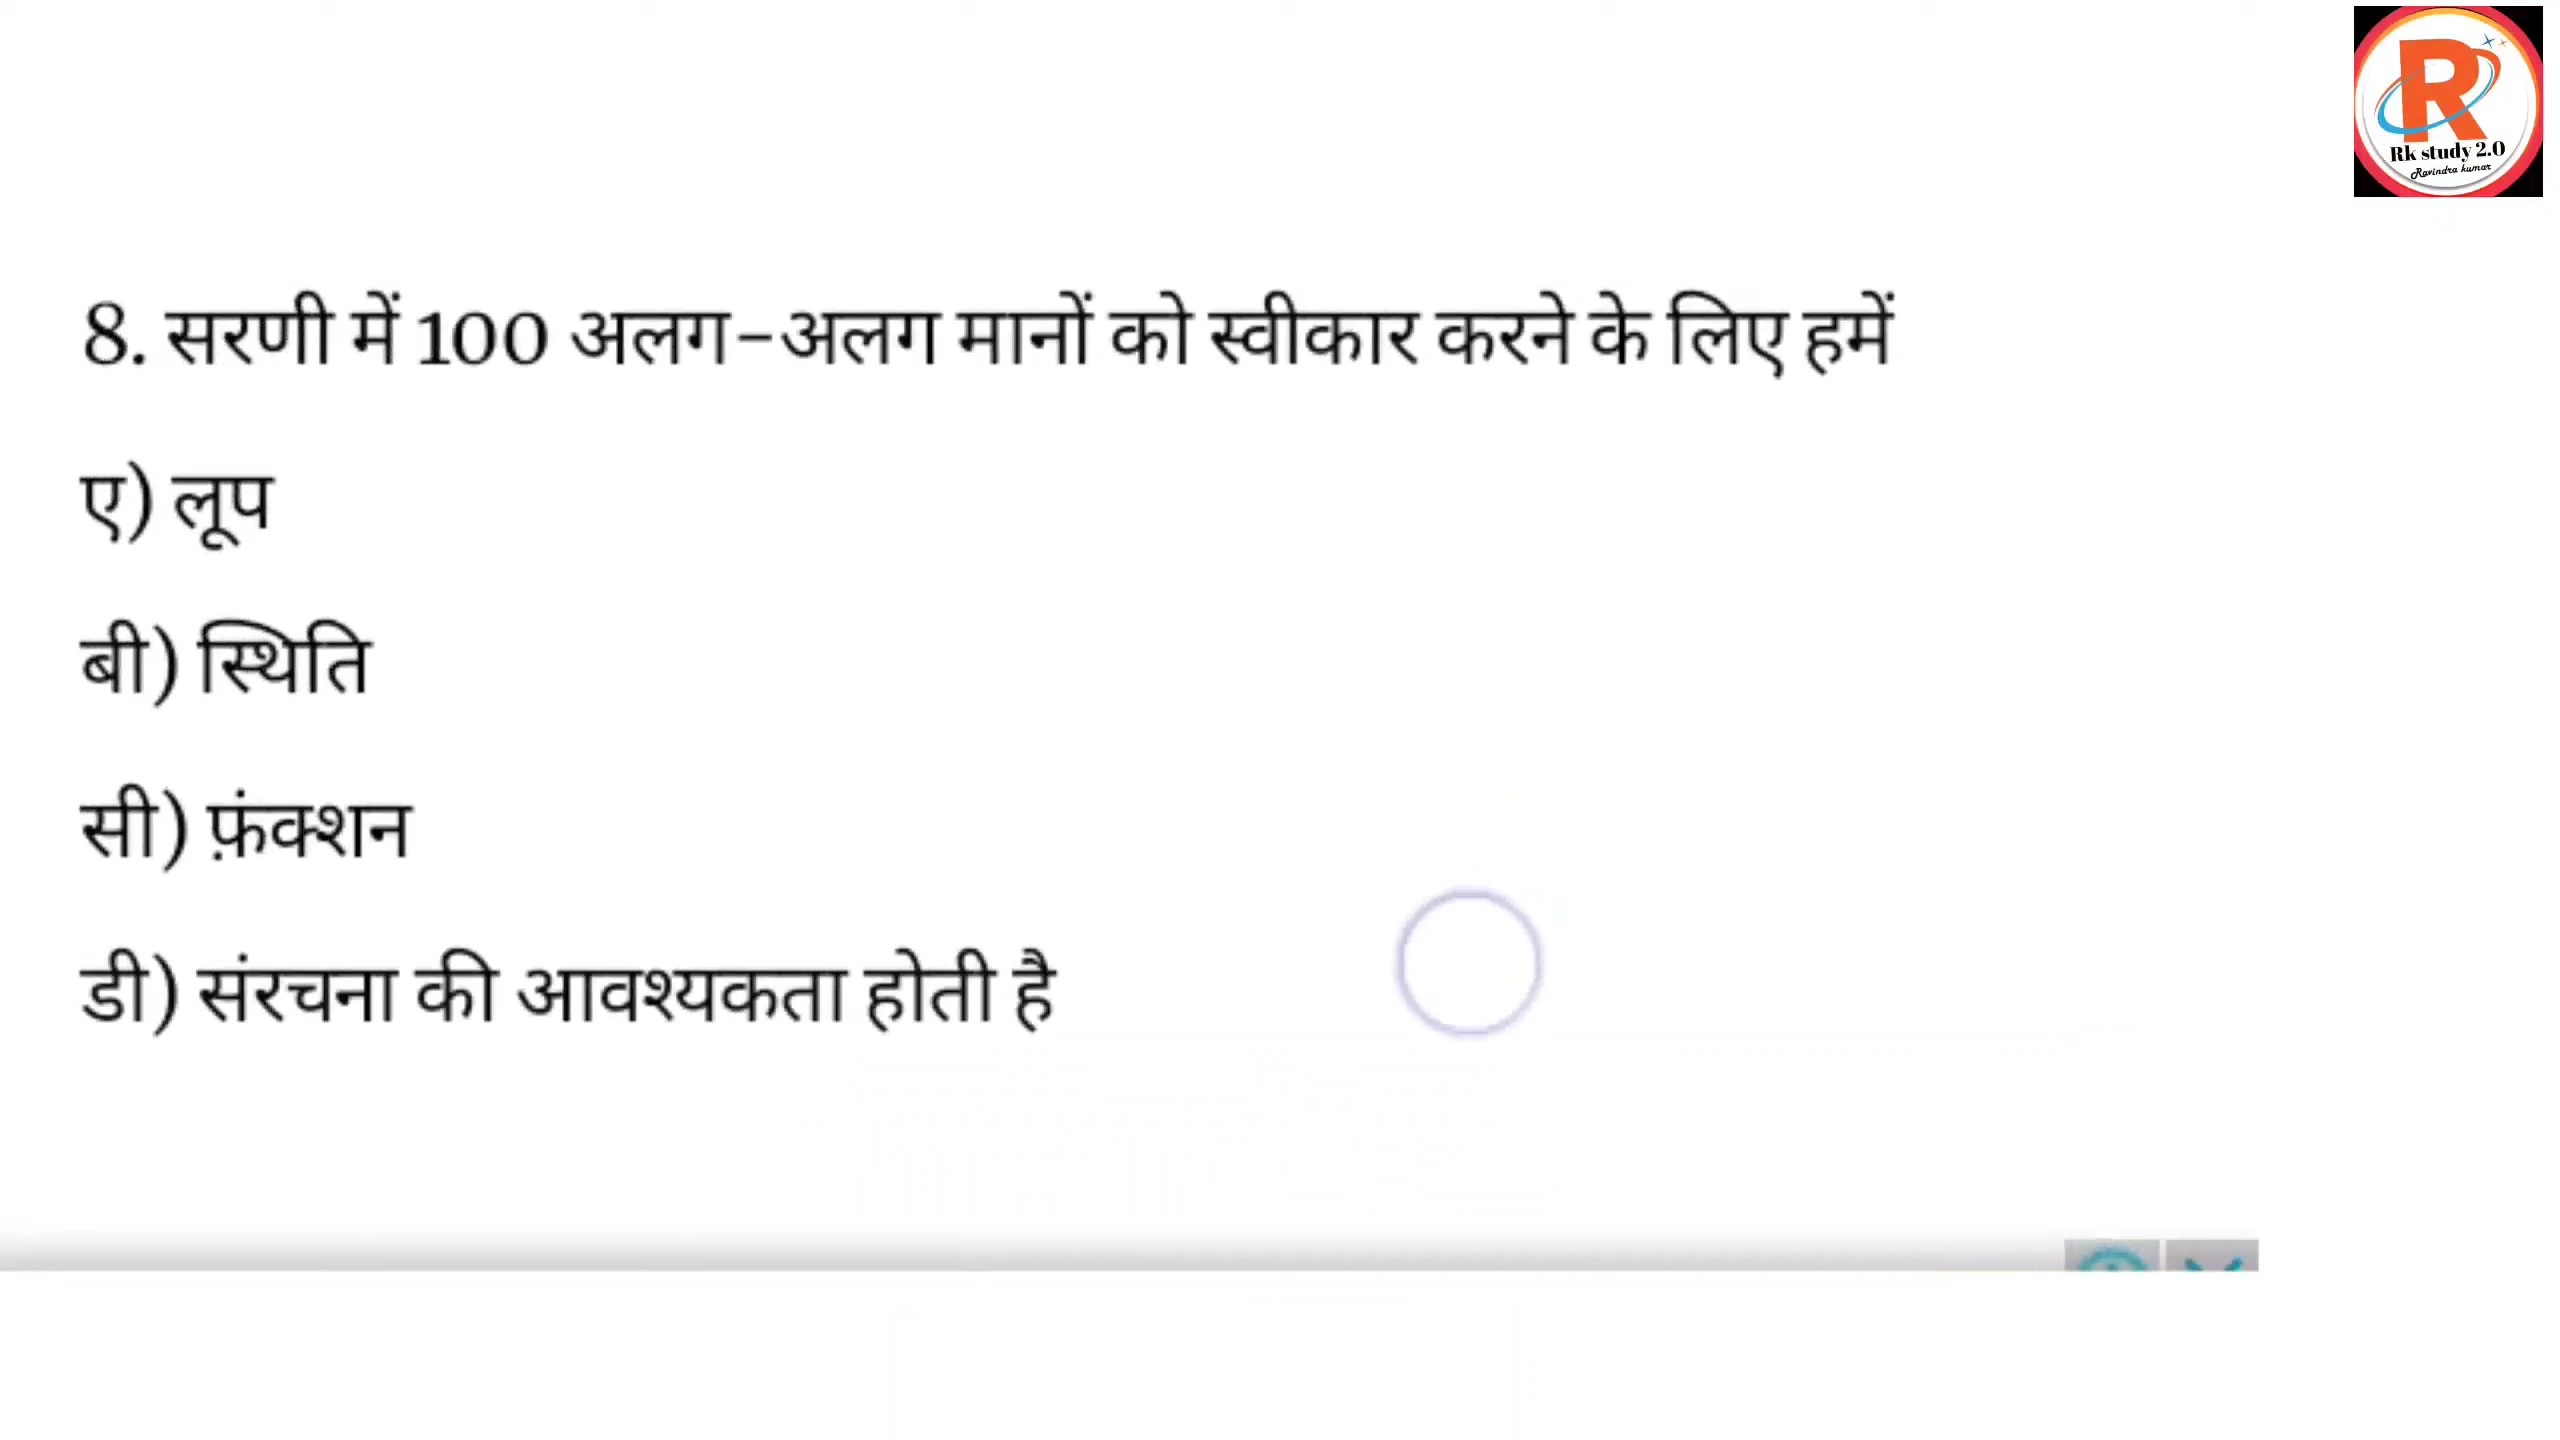 R
Rk study 2.0
Ravindra kumar
8. सरणी में 100 अलग-अलग मानों को स्वीकार करने के लिए हमें
ए) लूप
बी) स्थिति
सी) फ़ंक्शन
डी) संरचना की आवश्यकता होती है